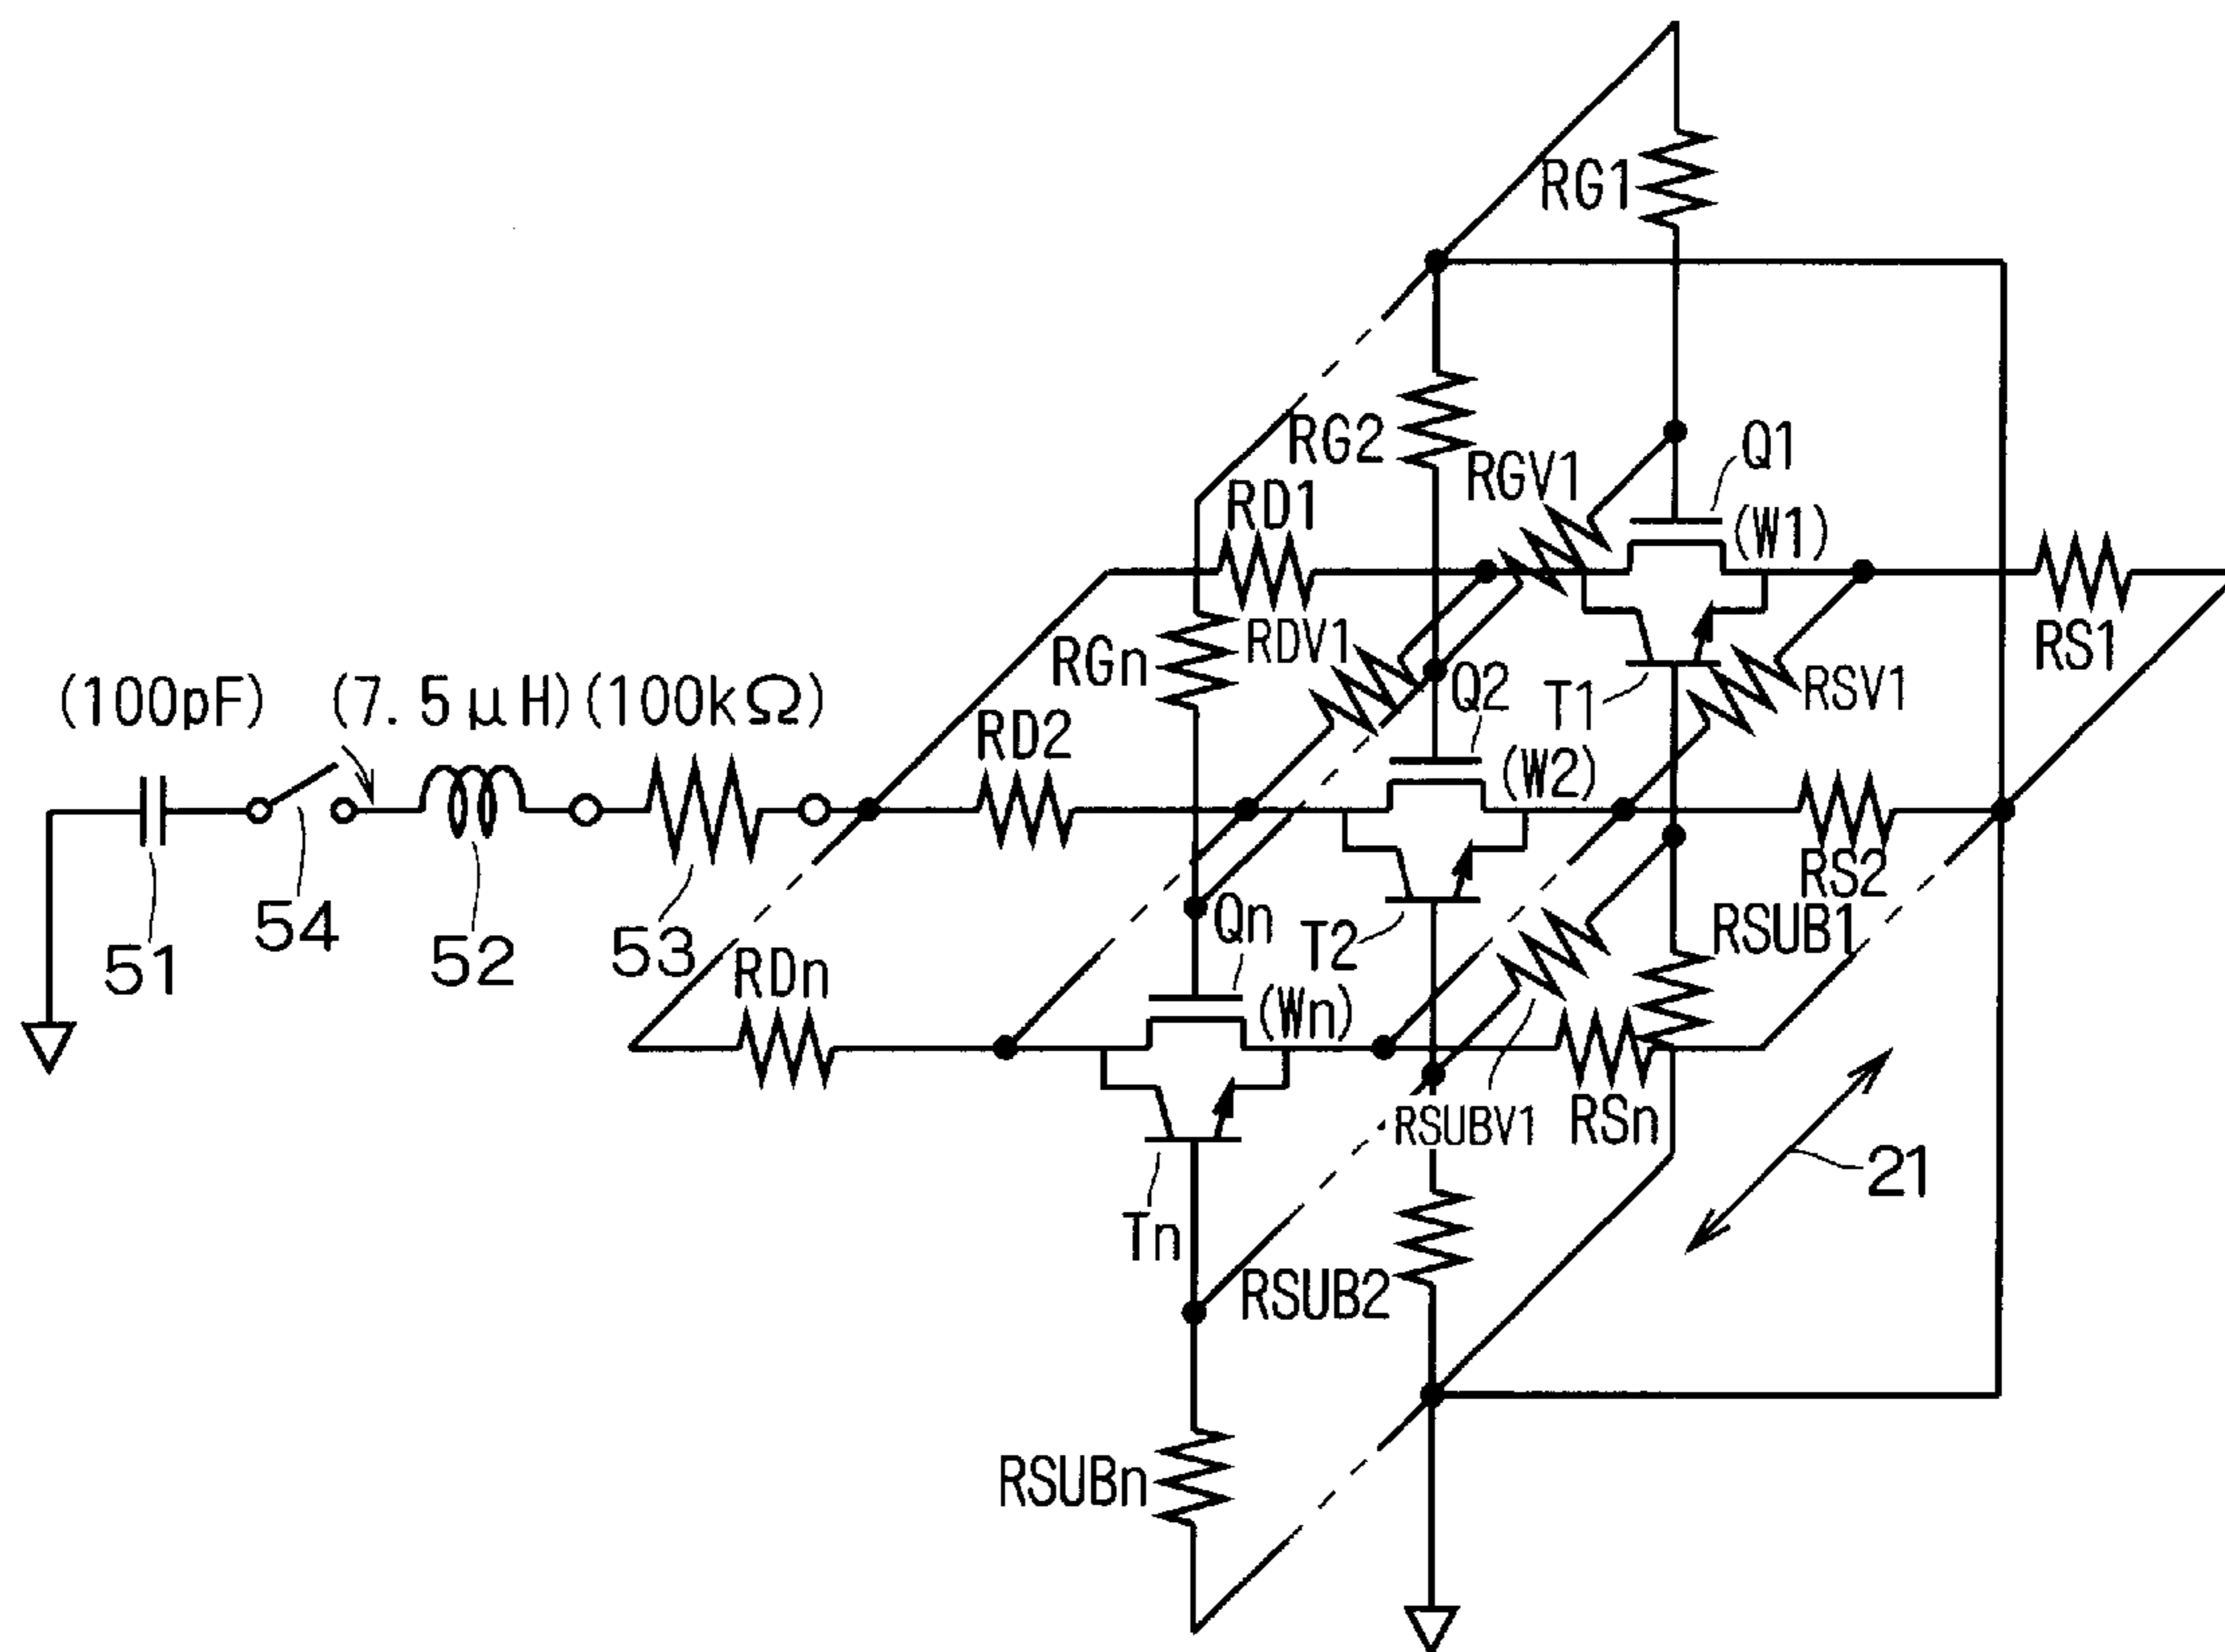 RG1
RG2
RGV1
Q1
RD1
(W1)
RGn
RDV1
RS1
(100pF)
(7.5μH)
(100kΩ)
RD2
Q2
T1
RSV1
(W2)
RS2
51
54
52
53
RDn
Qn
T2
RSUB1
(Wn)
RSUBV1
RSn
21
Tn
RSUB2
RSUBn